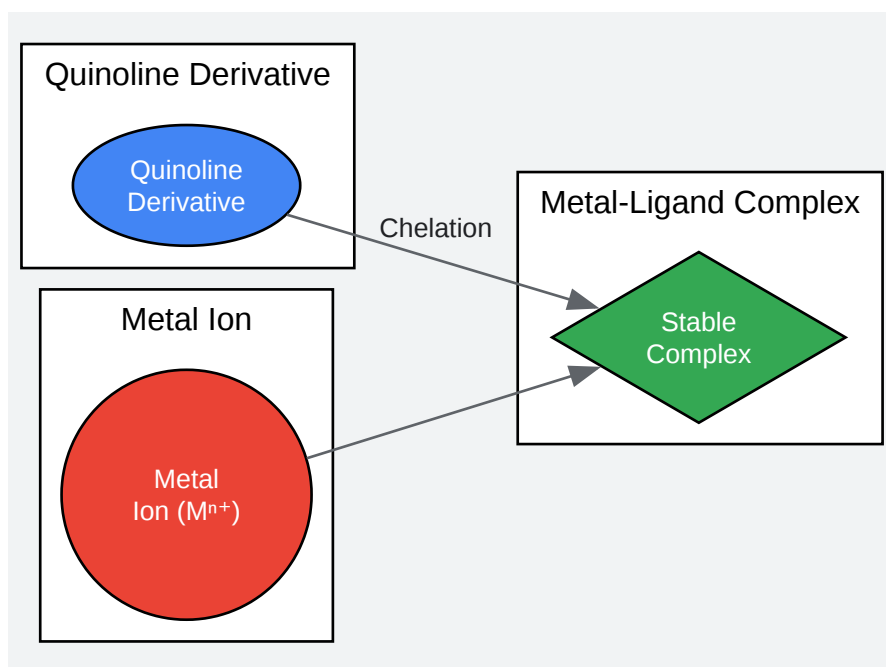 Quinoline Derivative
Quinoline
Derivative
Chelation
Metal-Ligand Complex
Stable
Complex
Metal Ion
Metal
Ion (Mⁿ⁺)